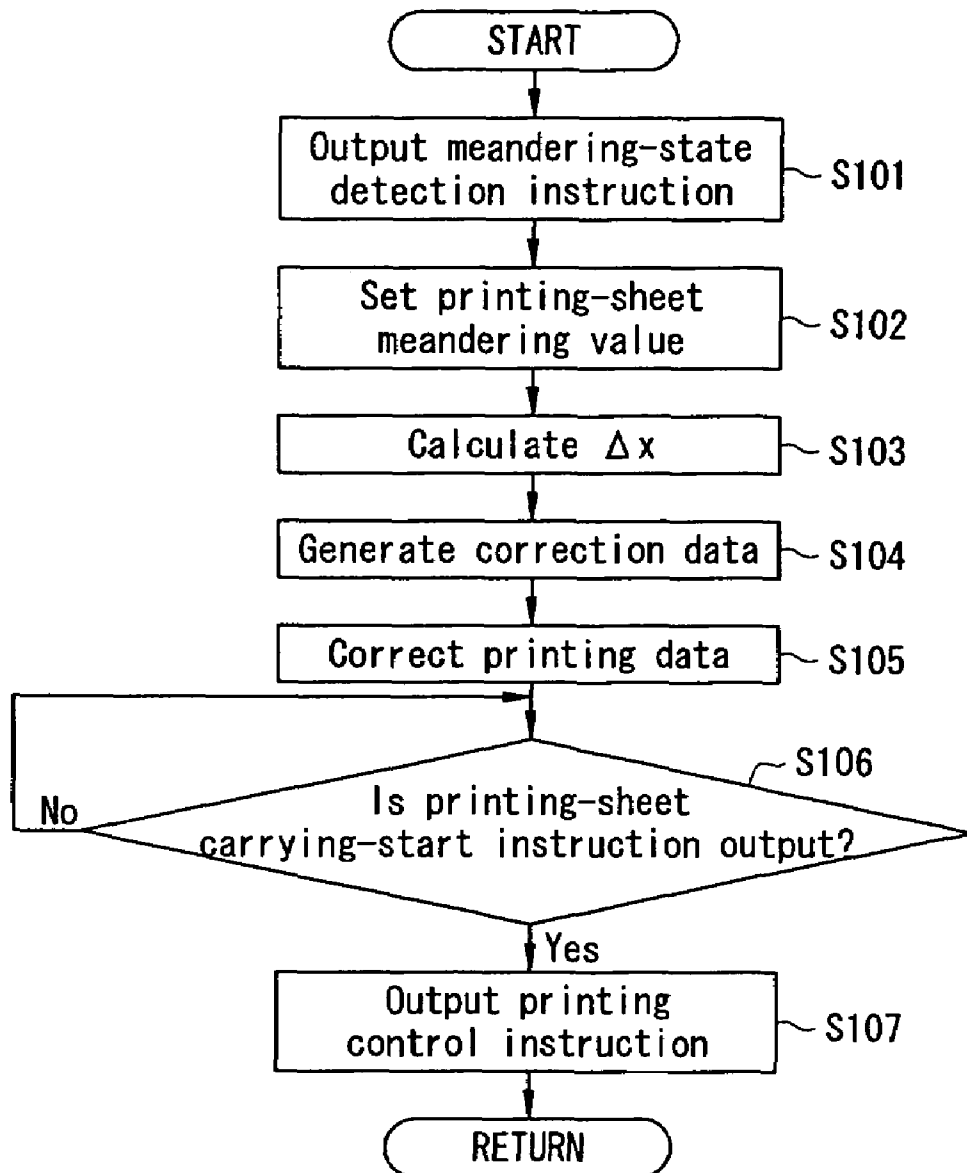 START
Output meandering-state
detection instruction
S101
Set printing-sheet
meandering value
S102
Calculate Δx
S103
Generate correction data
S104
Correct printing data
S105
S106
Is printing-sheet
carrying-start instruction output?
No
Yes
Output printing
control instruction
S107
RETURN